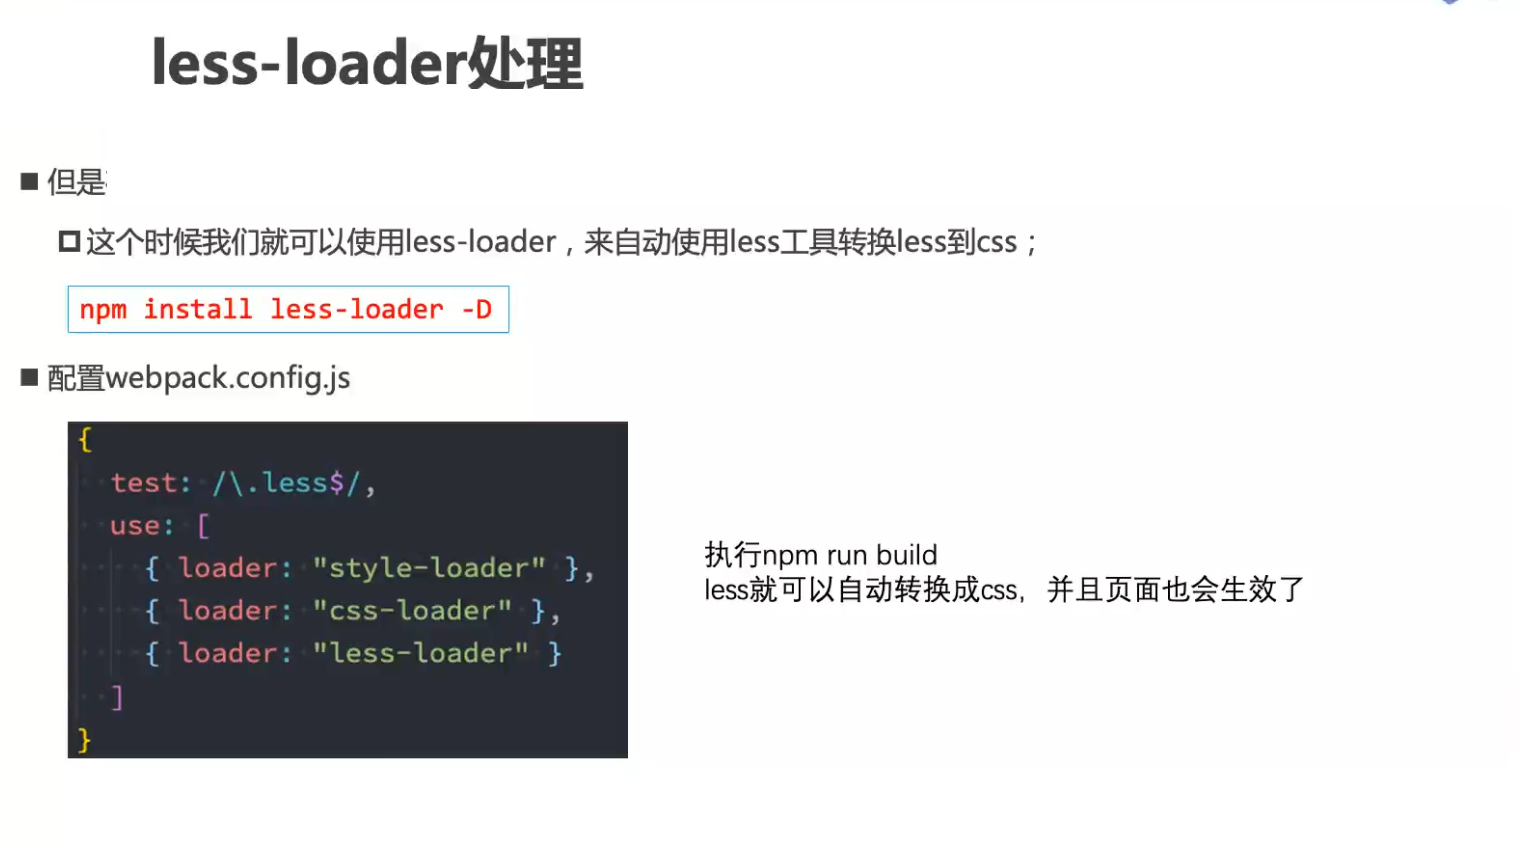 less-loader处理
但是
这个时候我们就可以使用less-loader，来自动使用less工具转换less到css；
npm install less-loader -D
配置webpack.config.js
{
test: /\.less$/,
use: [
{ loader: "style-loader" },
{ loader: "css-loader" },
{ loader: "less-loader" }
]
}
执行npm run build
less就可以自动转换成css，并且页面也会生效了